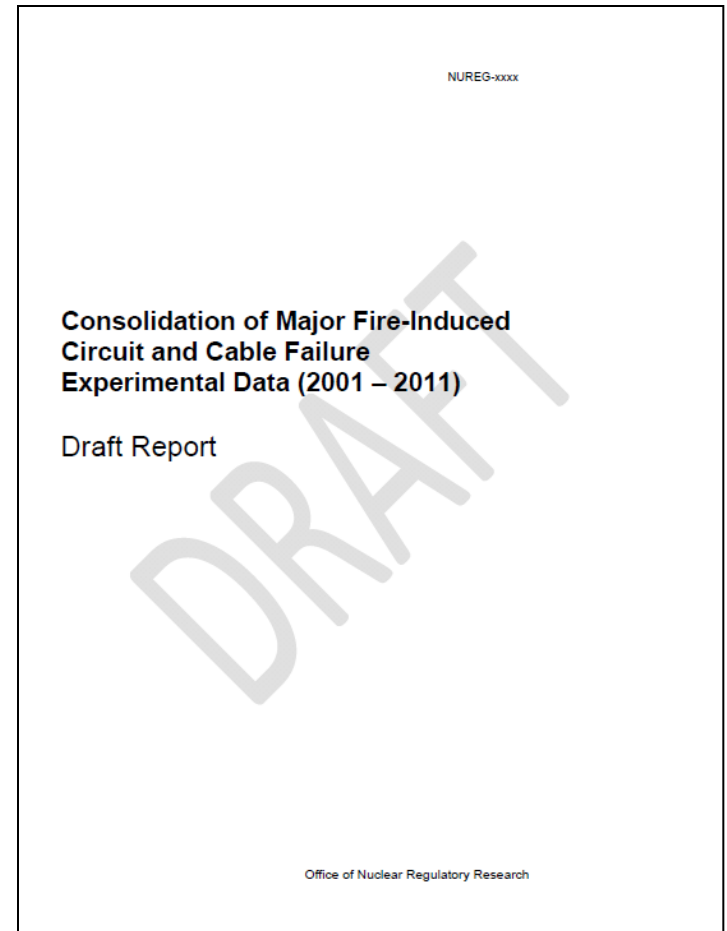 NUREG-xxxx
Consolidation of Major Fire-Induced
Circuit and Cable Failure
Experimental Data (2001 – 2011)
Draft Report
DRAFT
Office of Nuclear Regulatory Research